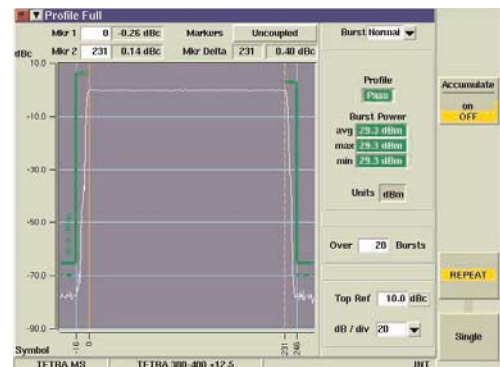 Profile Full
Mkr 1 0 -0.26 dBc Markers Uncoupled Burst Normal
dBc Mkr 2 231 0.14 dBc Mkr Delta 231 0.40 dBc
10.0
-10.0
-30.0
-50.0
-70.0
-90.0
Symbol
-16
0
231
246
Profile
Pass
Burst Power
avg 29.3 dBm
max 29.3 dBm
min 29.3 dBm
Units dBm
Over 20 Bursts
Top Ref 10.0 dBc
dB / div 20
Accumulate
on
OFF
REPEAT
Single
TETRA MS TETRA 380-400 +12.5 INT